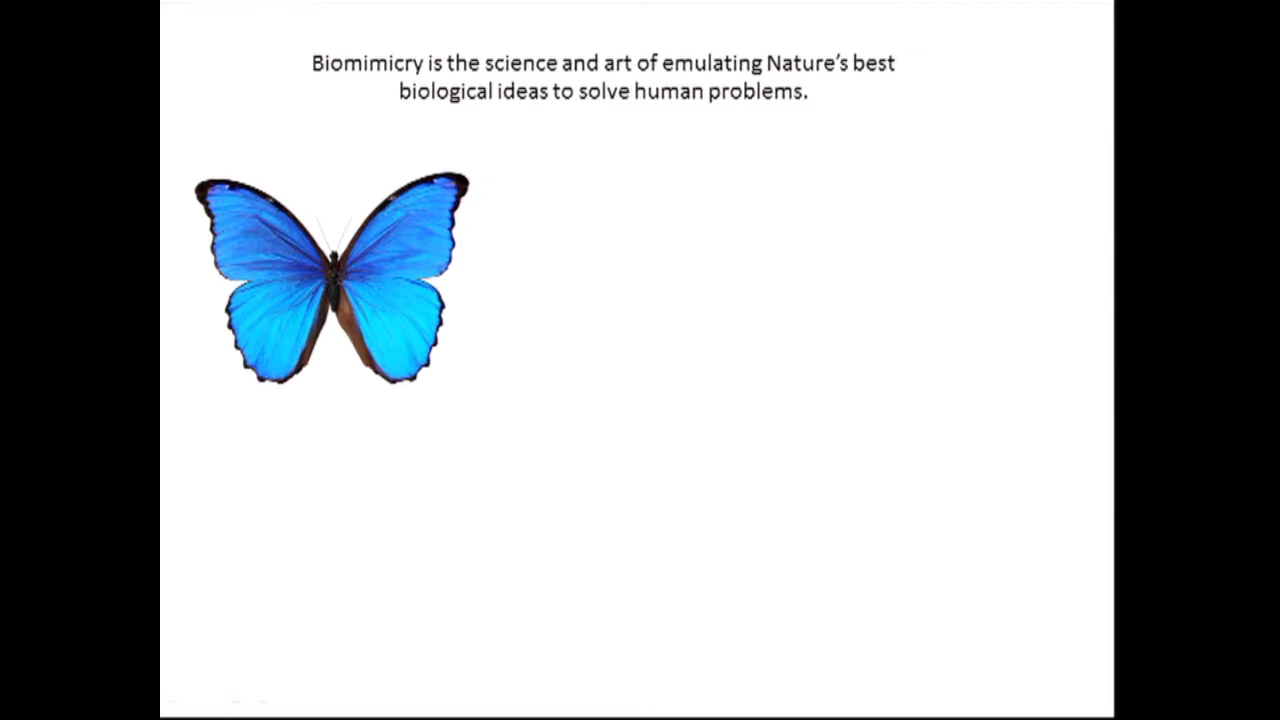 Biomimicry is the science and art of emulating Nature’s best
biological ideas to solve human problems.